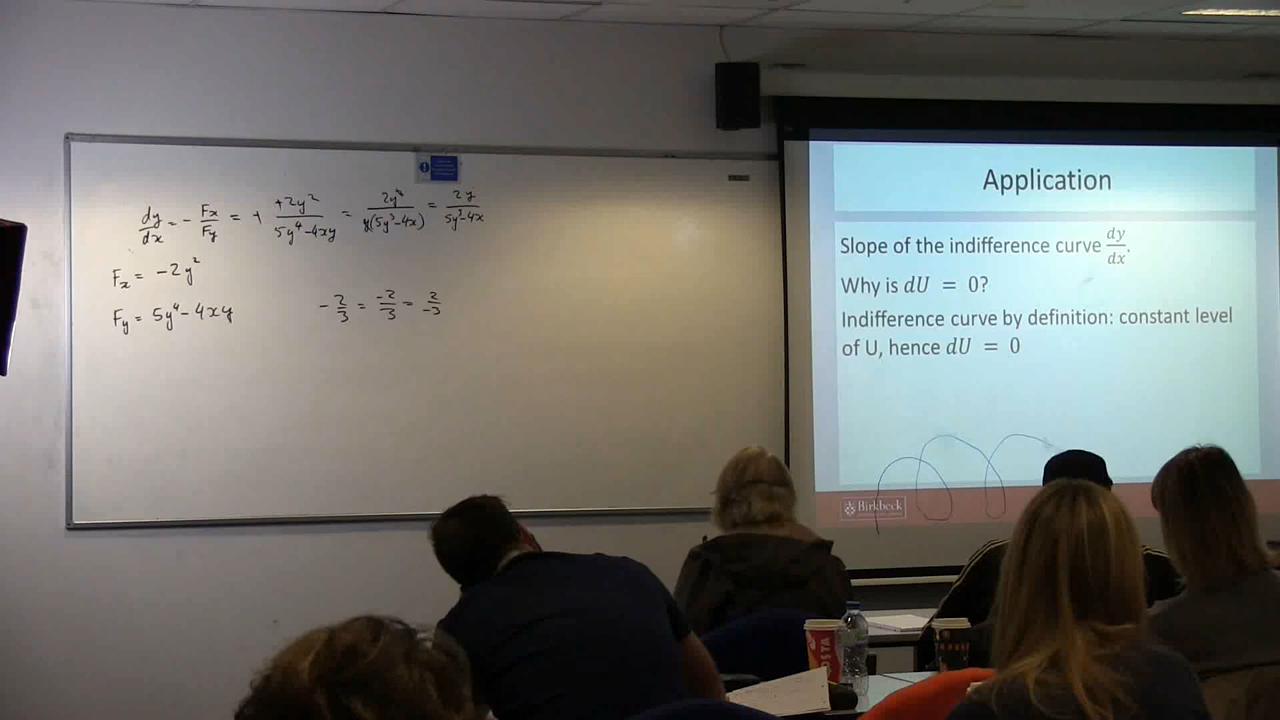 dy/dx = - Fx/Fy = + +2y²/5y⁴-4xy = 2y²/y(5y³-4x) = 2y/5y³-4x
Fx = -2y²
Fy = 5y⁴-4xy
-2/3 = -2/3 = 2/-3
Application
Slope of the indifference curve dy/dx.
Why is dU = 0?
Indifference curve by definition: constant level
of U, hence dU = 0
Birkbeck
COSTA